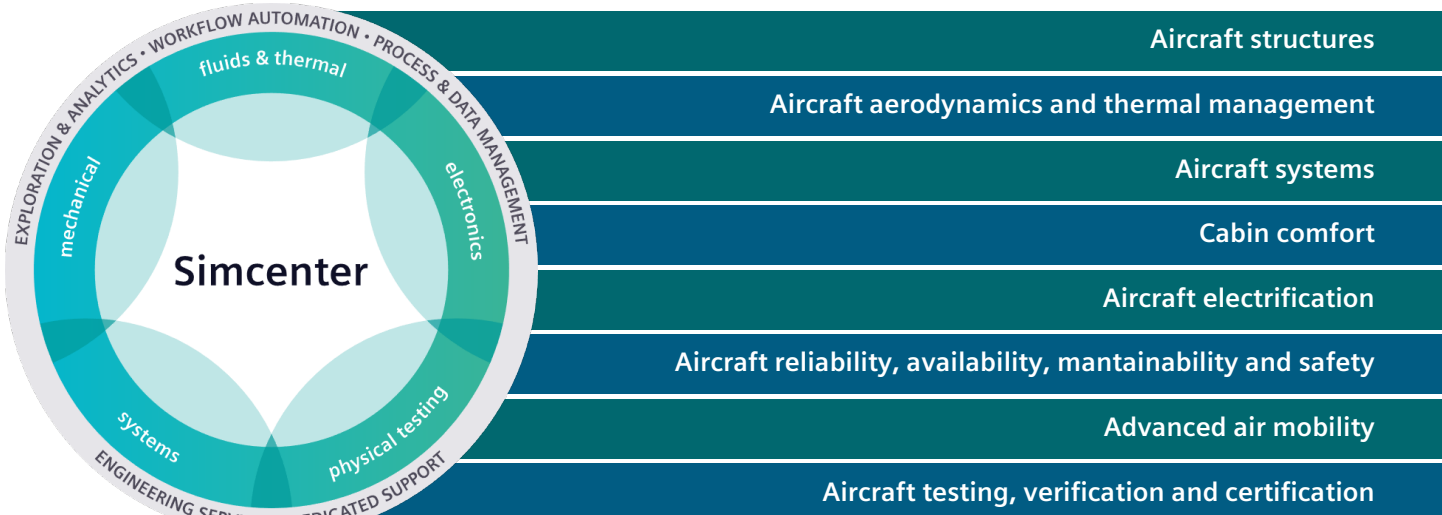 EXPLORATION & ANALYTICS • WORKFLOW AUTOMATION • PROCESS & DATA MANAGEMENT
fluids & thermal
mechanical
electronics
Simcenter
systems
physical testing
ENGINEERING SUPPORT
Aircraft structures
Aircraft aerodynamics and thermal management
Aircraft systems
Cabin comfort
Aircraft electrification
Aircraft reliability, availability, mantainability and safety
Advanced air mobility
Aircraft testing, verification and certification